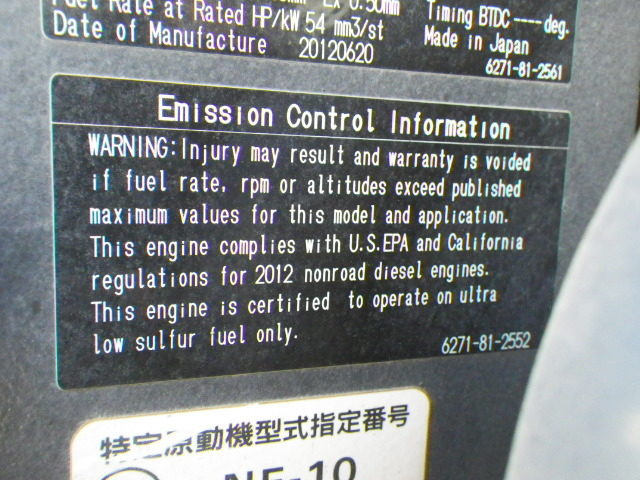 Fuel Rate at Rated HP/kW 54 mm3/st
Timing BTDC ----deg.
Date of Manufacture 20120620
Made in Japan
6271-81-2561
Emission Control Information
WARNING:Injury may result and warranty is voided
if fuel rate, rpm or altitudes exceed published
maximum values for this model and application.
This engine complies with U.S.EPA and California
regulations for 2012 nonroad diesel engines.
This engine is certified to operate on ultra
low sulfur fuel only.
6271-81-2552
特定原動機型式指定番号